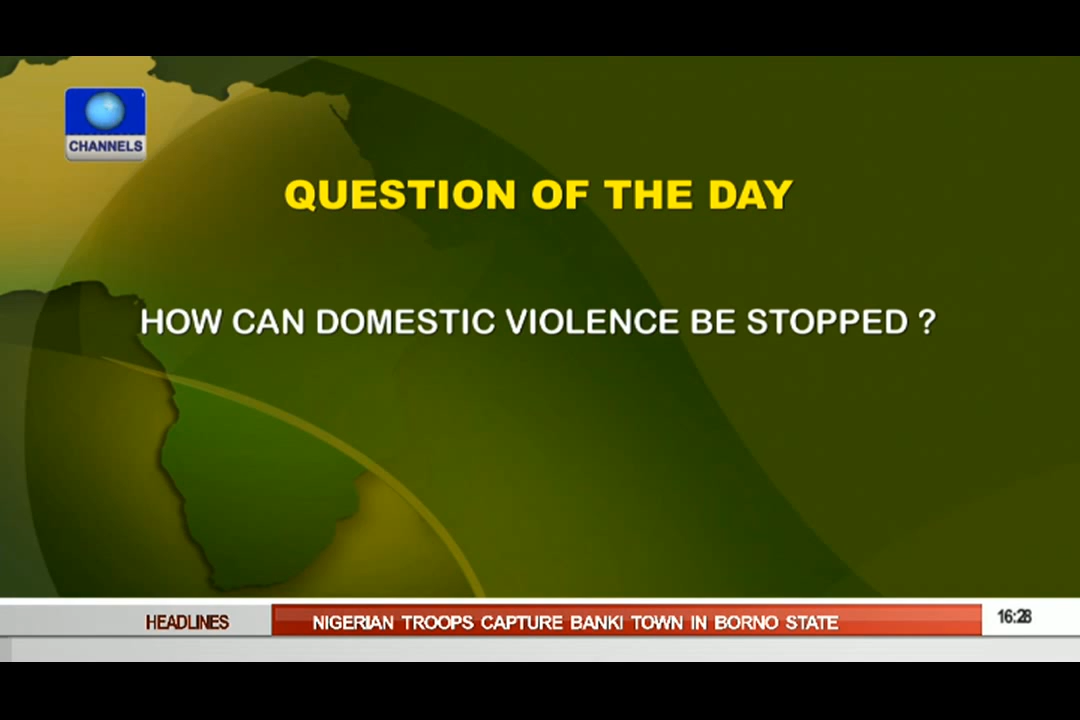 CHANNELS
QUESTION OF THE DAY
HOW CAN DOMESTIC VIOLENCE BE STOPPED ?
HEADLINES
NIGERIAN TROOPS CAPTURE BANKI TOWN IN BORNO STATE
16:28